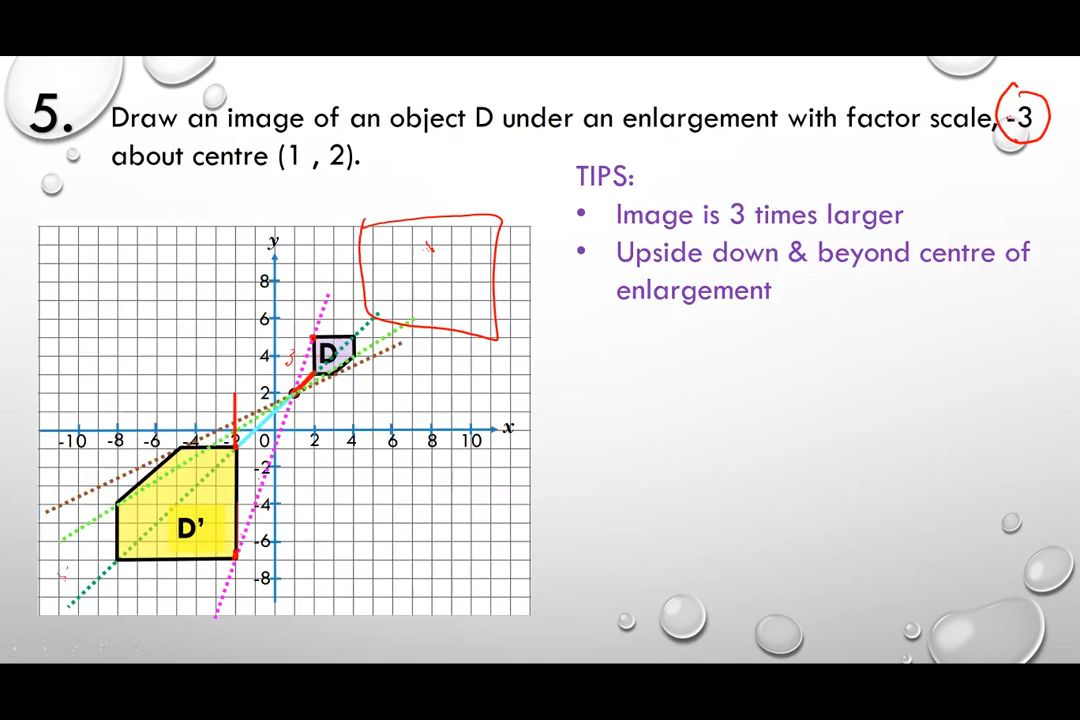 5. Draw an image of an object D under an enlargement with factor scale, -3
about centre (1 , 2).
TIPS:
• Image is 3 times larger
• Upside down & beyond centre of
enlargement
y
8
6
4
2
3
D
x
-10 -8 -6 -4 -2 0 2 4 6 8 10
-2
-4
-6
-8
D’